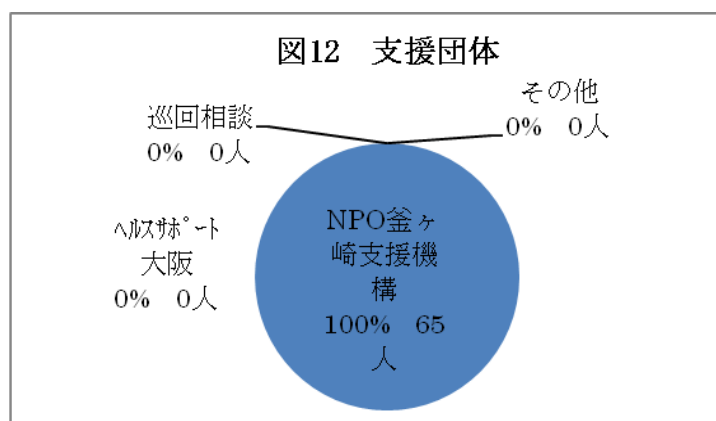 図12　支援団体
その他
0%　0人
巡回相談
0%　0人
NPO釜ヶ
崎支援機
構
100%　65
人
ﾍﾙｽｻﾎﾟｰﾄ
大阪
0%　0人